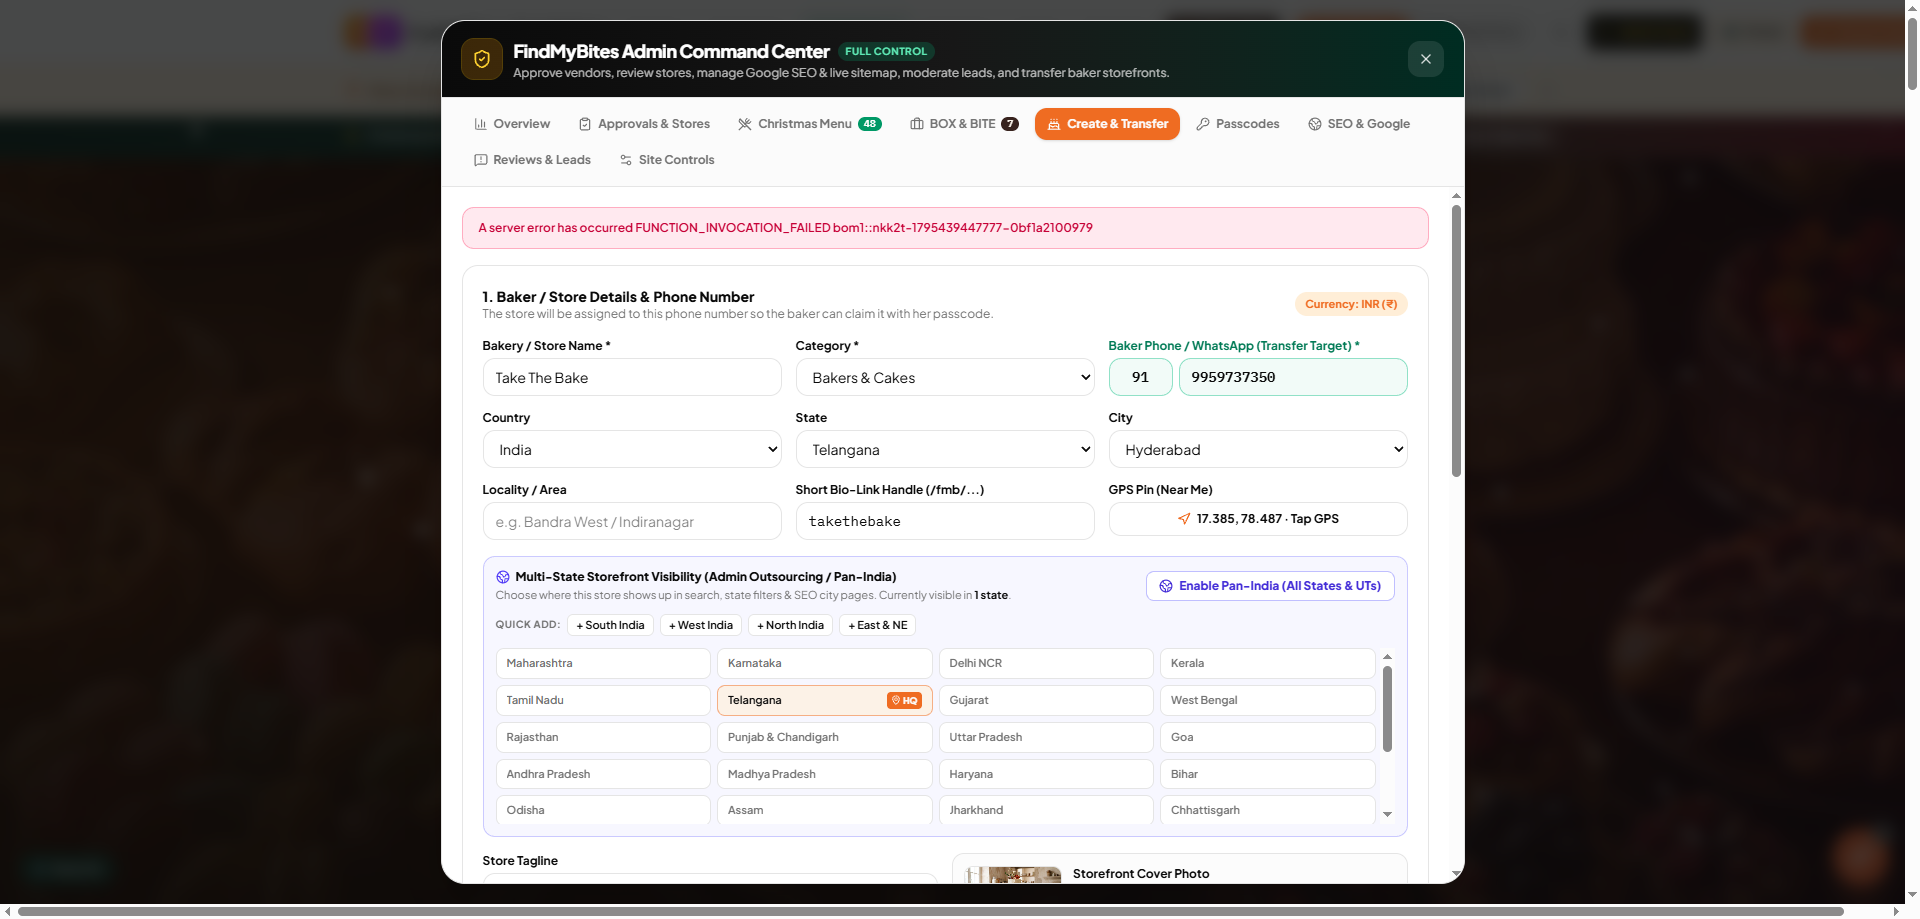 FindMyBites Admin Command Center FULL CONTROL
Approve vendors, review stores, manage Google SEO & live sitemap, moderate leads, and transfer baker storefronts.
Overview Approvals & Stores Christmas Menu 48 BOX & BITE 7 Create & Transfer Passcodes SEO & Google
Reviews & Leads Site Controls
A server error has occurred FUNCTION_INVOCATION_FAILED bom1::nkk2t-1795439447777-0bf1a2100979
1. Baker / Store Details & Phone Number
The store will be assigned to this phone number so the baker can claim it with her passcode.
Currency: INR (₹)
Bakery / Store Name * Category * Baker Phone / WhatsApp (Transfer Target) *
Take The Bake Bakers & Cakes 91 9959737350
Country State City
India Telangana Hyderabad
Locality / Area Short Bio-Link Handle (/fmb/...) GPS Pin (Near Me)
e.g. Bandra West / Indiranagar takethebake 17.385, 78.487 · Tap GPS
Multi-State Storefront Visibility (Admin Outsourcing / Pan-India)
Choose where this store shows up in search, state filters & SEO city pages. Currently visible in 1 state.
Enable Pan-India (All States & UTs)
QUICK ADD: + South India + West India + North India + East & NE
Maharashtra Karnataka Delhi NCR Kerala
Tamil Nadu Telangana HQ Gujarat West Bengal
Rajasthan Punjab & Chandigarh Uttar Pradesh Goa
Andhra Pradesh Madhya Pradesh Haryana Bihar
Odisha Assam Jharkhand Chhattisgarh
Store Tagline
Storefront Cover Photo